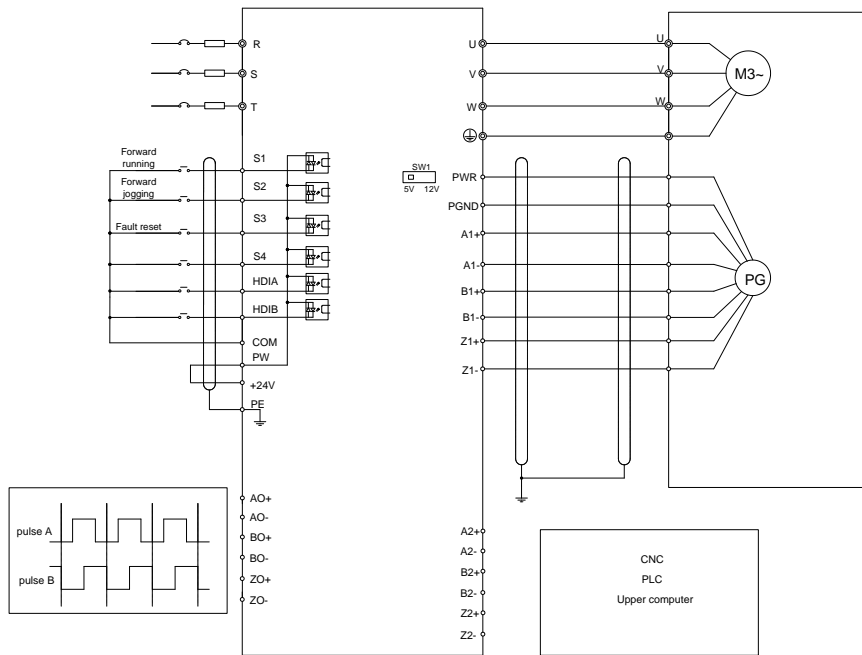 R
S
T
U
V
W
U
V
W
M3~
Forward
running
Forward
jogging
Fault reset
S1
S2
S3
S4
HDIA
HDIB
COM
PW
+24V
PE
SW1
5V 12V
PWR
PGND
A1+
A1-
B1+
B1-
Z1+
Z1-
PG
pulse A
pulse B
AO+
AO-
BO+
BO-
ZO+
ZO-
A2+
A2-
B2+
B2-
Z2+
Z2-
CNC
PLC
Upper computer